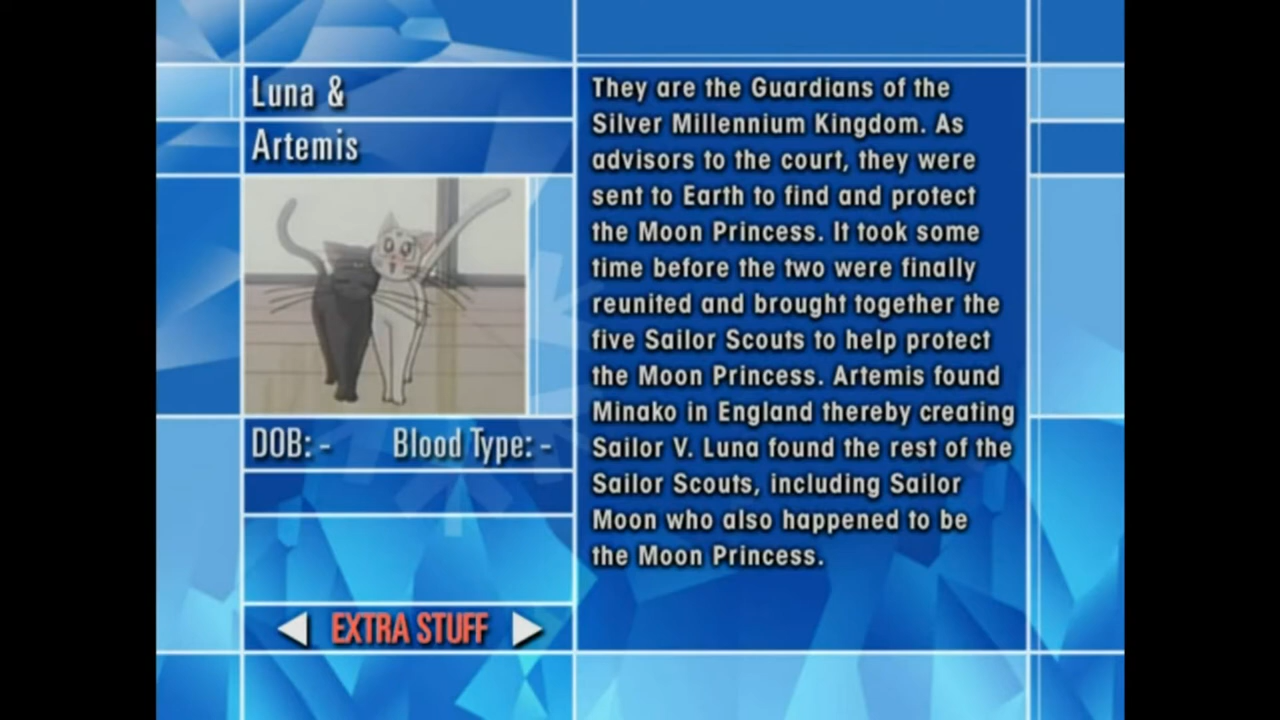 Luna &
Artemis
DOB: - Blood Type: -
EXTRA STUFF
They are the Guardians of the
Silver Millennium Kingdom. As
advisors to the court, they were
sent to Earth to find and protect
the Moon Princess. It took some
time before the two were finally
reunited and brought together the
five Sailor Scouts to help protect
the Moon Princess. Artemis found
Minako in England thereby creating
Sailor V. Luna found the rest of the
Sailor Scouts, including Sailor
Moon who also happened to be
the Moon Princess.